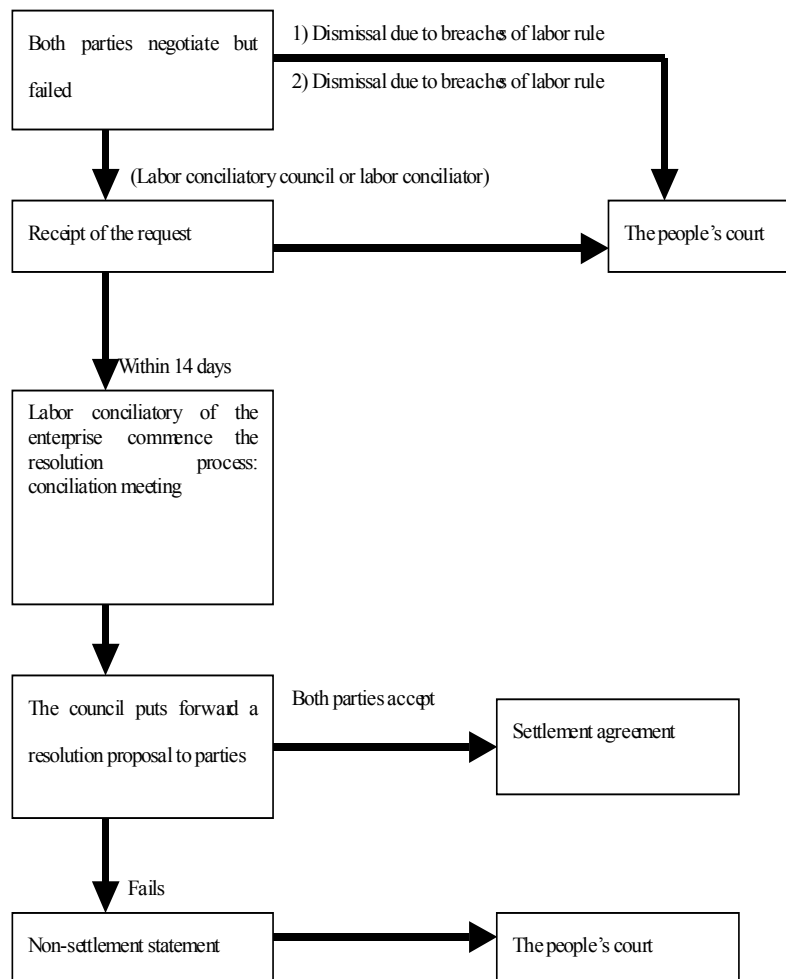 Both parties negotiate but
failed
1) Dismissal due to breaches of labor rule
2) Dismissal due to breaches of labor rule
(Labor conciliatory council or labor conciliator)
Receipt of the request
The people's court
Within 14 days
Labor conciliatory of the
enterprise commence the
resolution process:
conciliation meeting
The council puts forward a
resolution proposal to parties
Both parties accept
Settlement agreement
Fails
Non-settlement statement
The people's court